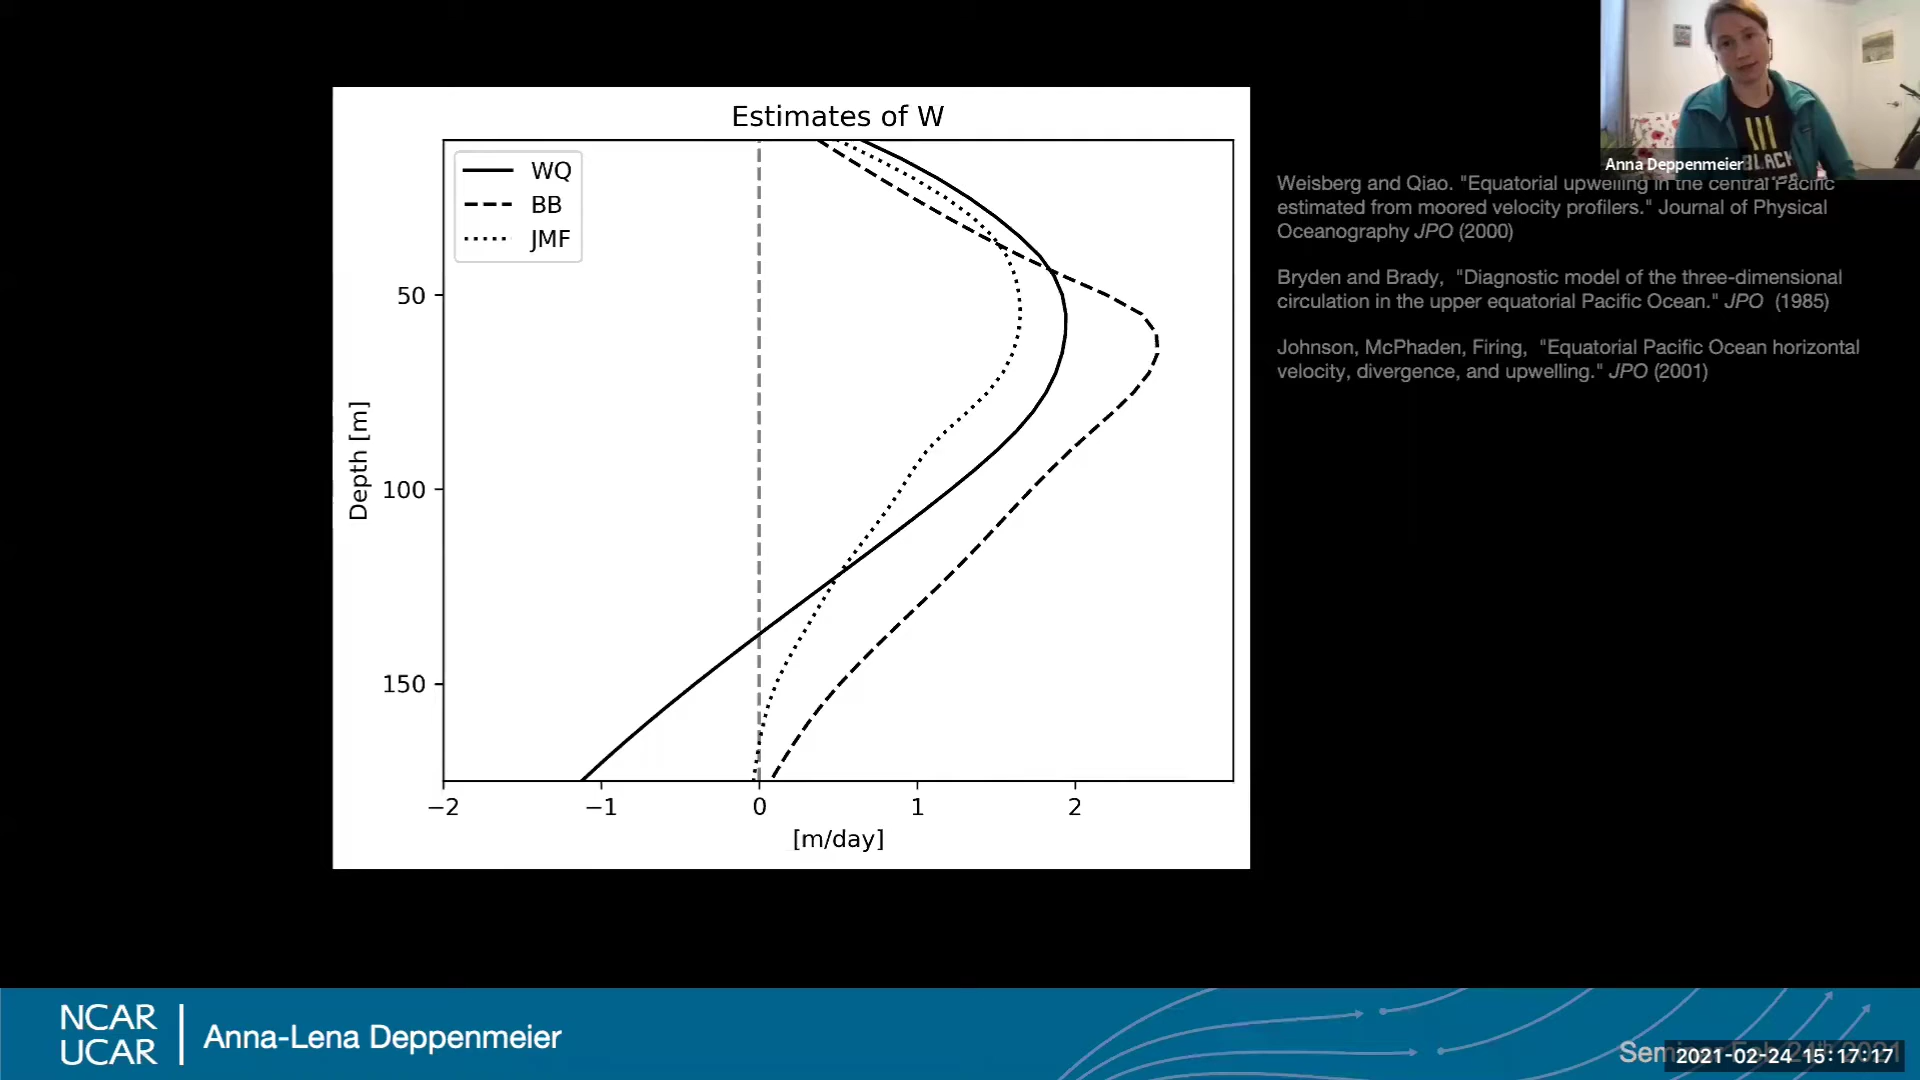 Estimates of W
WQ
BB
JMF
50
100
150
Depth [m]
−2
−1
0
1
2
[m/day]
Anna Deppenmeier
BLACK
Weisberg and Qiao. "Equatorial upwelling in the central Pacific
estimated from moored velocity profilers." Journal of Physical
Oceanography JPO (2000)
Bryden and Brady, "Diagnostic model of the three-dimensional
circulation in the upper equatorial Pacific Ocean." JPO (1985)
Johnson, McPhaden, Firing, "Equatorial Pacific Ocean horizontal
velocity, divergence, and upwelling." JPO (2001)
NCAR
UCAR
Anna-Lena Deppenmeier
2021-02-24 15:17:17